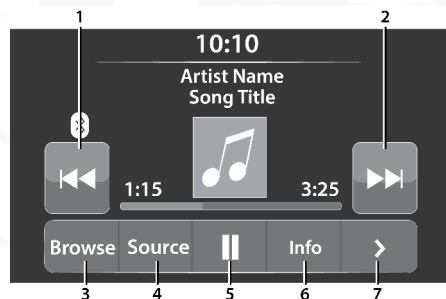 1
2
10:10
Artist Name
Song Title
1:15
3:25
Browse
Source
Info
3
4
5
6
7